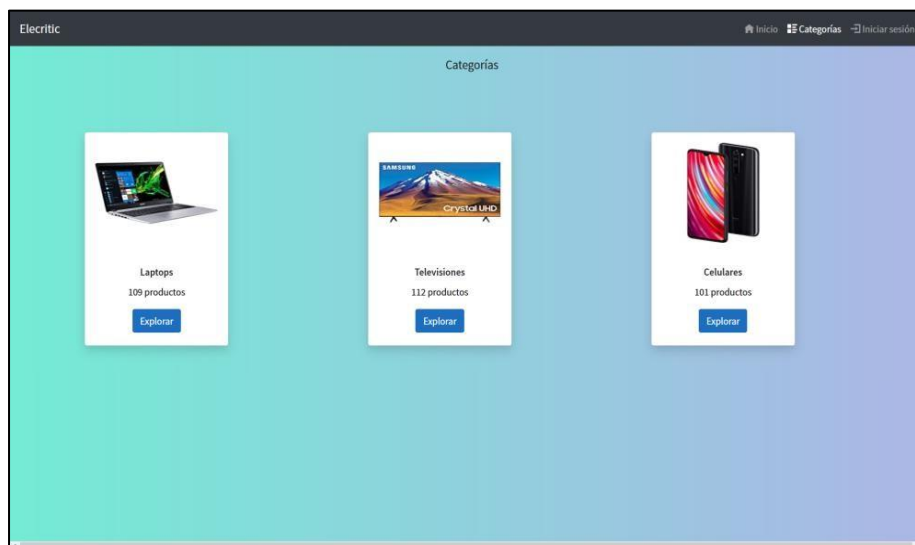 Elecritic
Inicio Categorías Iniciar sesión
Categorías
SAMSUNG
Crystal UHD
Laptops
109 productos
Explorar
Televisiones
112 productos
Explorar
Celulares
101 productos
Explorar